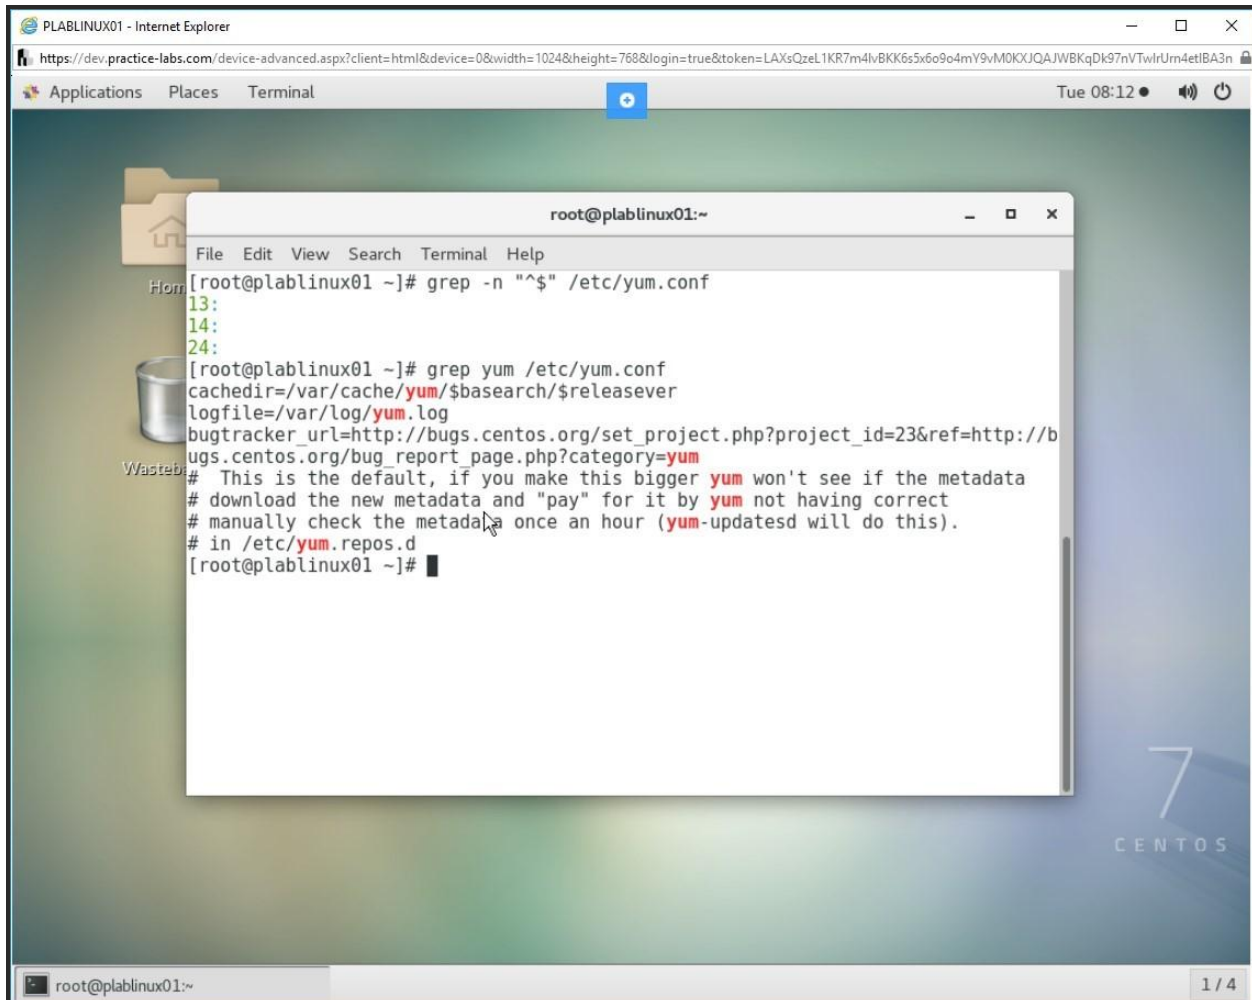 PLABLINUX01 - Internet Explorer
https://dev.practice-labs.com/device-advanced.aspx?client=html&device=0&width=1024&height=768&login=true&token=
Applications Places Terminal Tue 08:12
root@plablinux01:~
File Edit View Search Terminal Help
[root@plablinux01 ~]# grep -n "^$" /etc/yum.conf
13:
14:
24:
[root@plablinux01 ~]# grep yum /etc/yum.conf
cachedir=/var/cache/yum/$basearch/$releasever
logfile=/var/log/yum.log
bugtracker_url=http://bugs.centos.org/set_project.php?project_id=23&ref=http://b
ugs.centos.org/bug_report_page.php?category=yum
#  This is the default, if you make this bigger yum won't see if the metadata
# download the new metadata and "pay" for it by yum not having correct
# manually check the metadata once an hour (yum-updatesd will do this).
# in /etc/yum.repos.d
[root@plablinux01 ~]#
Hom
Wasteb
7
CENTOS
root@plablinux01:~
1 / 4